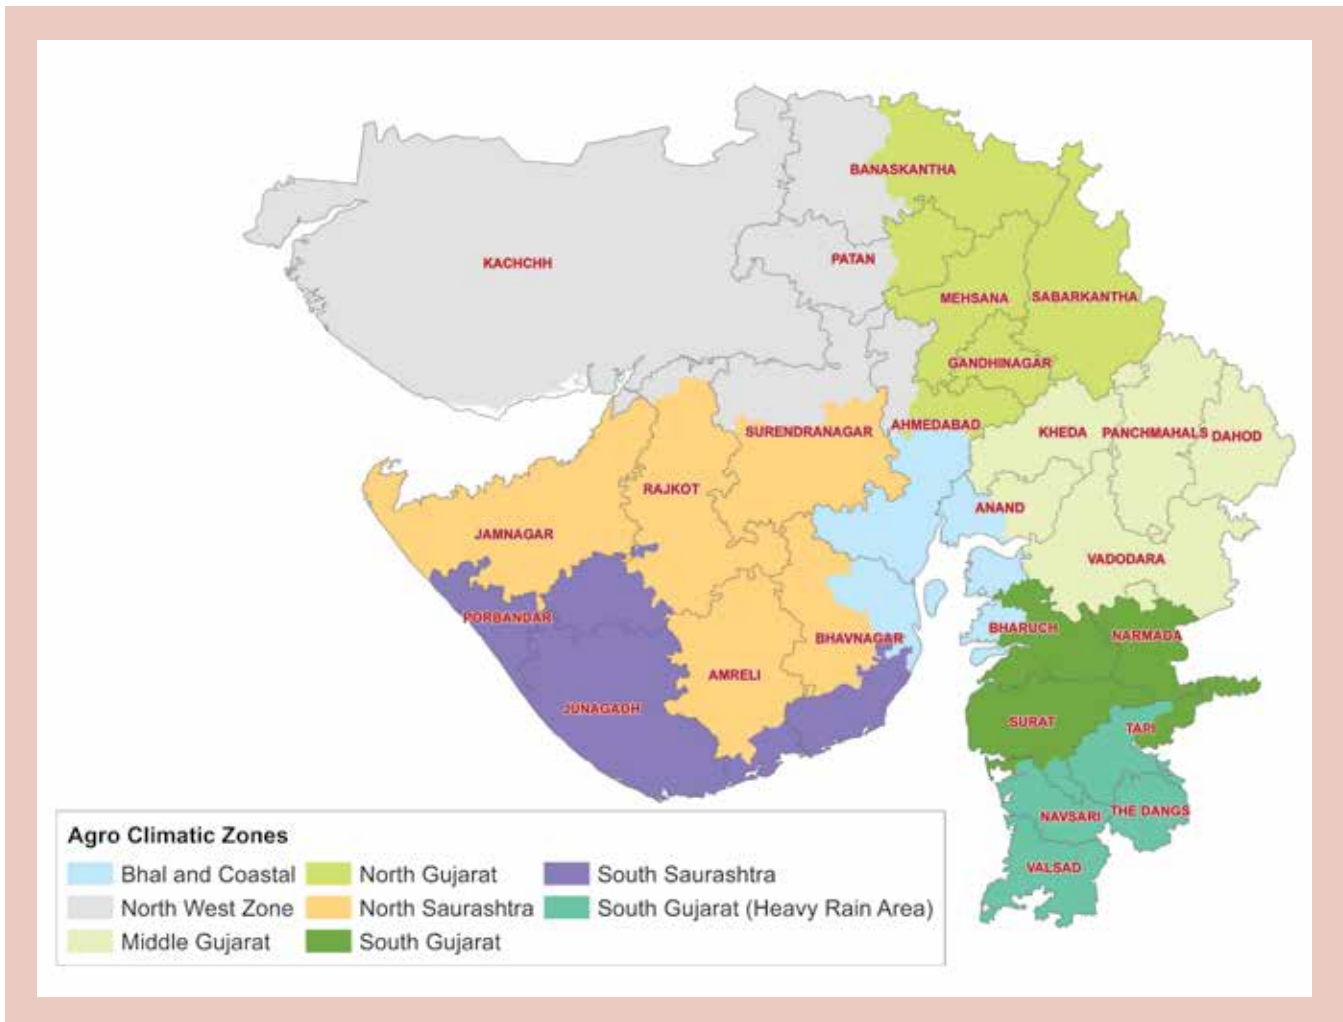 BANASKANTHA
KACHCHH
PATAN
MEHSANA
SABARKANTHA
GANDHINAGAR
SURENDRANAGAR
AHMEDABAD
KHEDA
PANCHMAHALS
DAHOD
RAJKOT
ANAND
JAMNAGAR
VADODARA
PORBANDAR
BHAVNAGAR
BHARUCH
NARMADA
AMRELI
JUNAGADH
SURAT
TARI
NAVSARI
THE DANGS
VALSAD
Agro Climatic Zones
Bhal and Coastal
North West Zone
Middle Gujarat
North Gujarat
North Saurashtra
South Gujarat
South Saurashtra
South Gujarat (Heavy Rain Area)